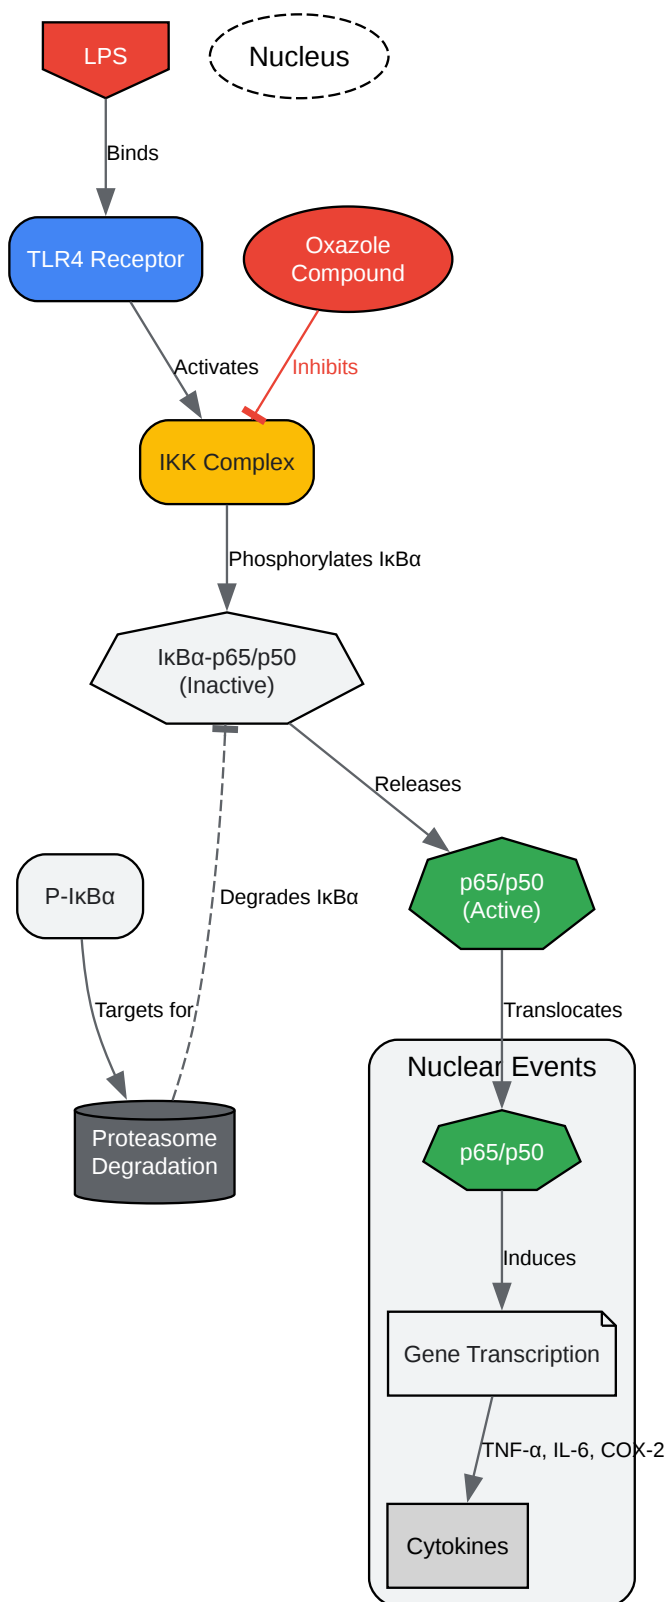 LPS
Nucleus
Binds
TLR4 Receptor
Oxazole
Compound
Activates
Inhibits
IKK Complex
Phosphorylates IκBα
IκBα-p65/p50
(Inactive)
Releases
P-IκBα
Degrades IκBα
p65/p50
(Active)
Targets for
Translocates
Nuclear Events
Proteasome
Degradation
p65/p50
Induces
Gene Transcription
TNF-α, IL-6, COX-2
Cytokines